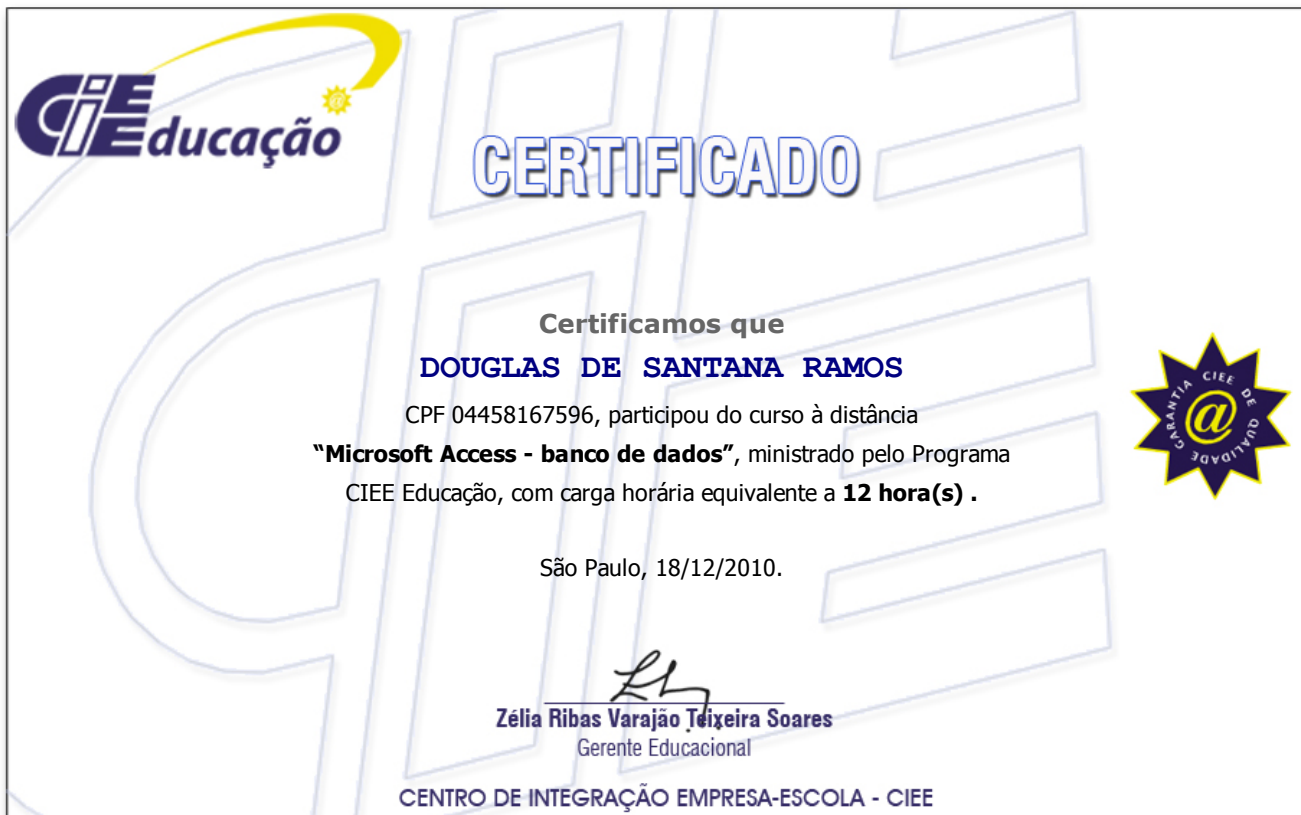 CIEE Educação
CERTIFICADO
Certificamos que
DOUGLAS DE SANTANA RAMOS
CPF 04458167596, participou do curso à distância
“Microsoft Access - banco de dados”, ministrado pelo Programa
CIEE Educação, com carga horária equivalente a 12 hora(s) .
GARANTIA CIEE DE QUALIDADE
@
São Paulo, 18/12/2010.
Zélia Ribas Varajão Teixeira Soares
Gerente Educacional
CENTRO DE INTEGRAÇÃO EMPRESA-ESCOLA - CIEE